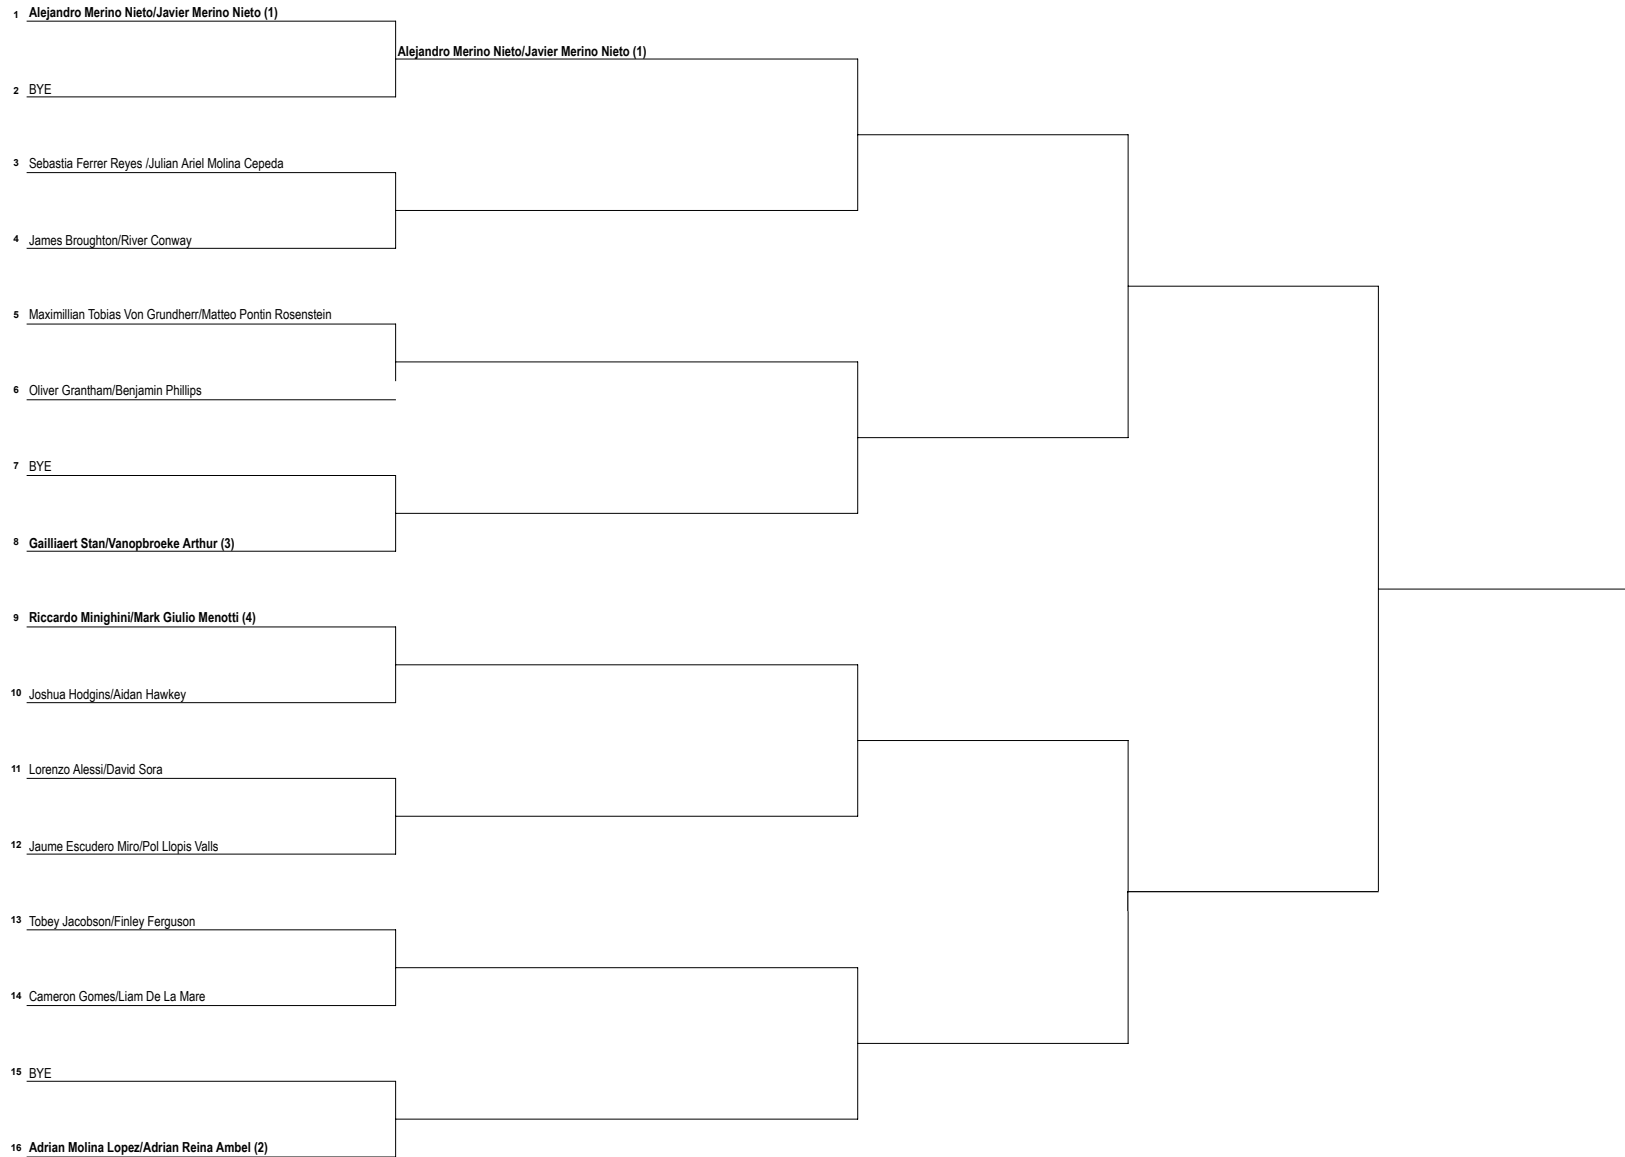 1 Alejandro Merino Nieto/Javier Merino Nieto (1)
Alejandro Merino Nieto/Javier Merino Nieto (1)
2 BYE
3 Sebastia Ferrer Reyes /Julian Ariel Molina Cepeda
4 James Broughton/River Conway
5 Maximillian Tobias Von Grundherr/Matteo Pontin Rosenstein
6 Oliver Grantham/Benjamin Phillips
7 BYE
8 Gailliaert Stan/Vanopbroeke Arthur (3)
9 Riccardo Minighini/Mark Giulio Menotti (4)
10 Joshua Hodgins/Aidan Hawkey
11 Lorenzo Alessi/David Sora
12 Jaume Escudero Miro/Pol Llopis Valls
13 Tobey Jacobson/Finley Ferguson
14 Cameron Gomes/Liam De La Mare
15 BYE
16 Adrian Molina Lopez/Adrian Reina Ambel (2)